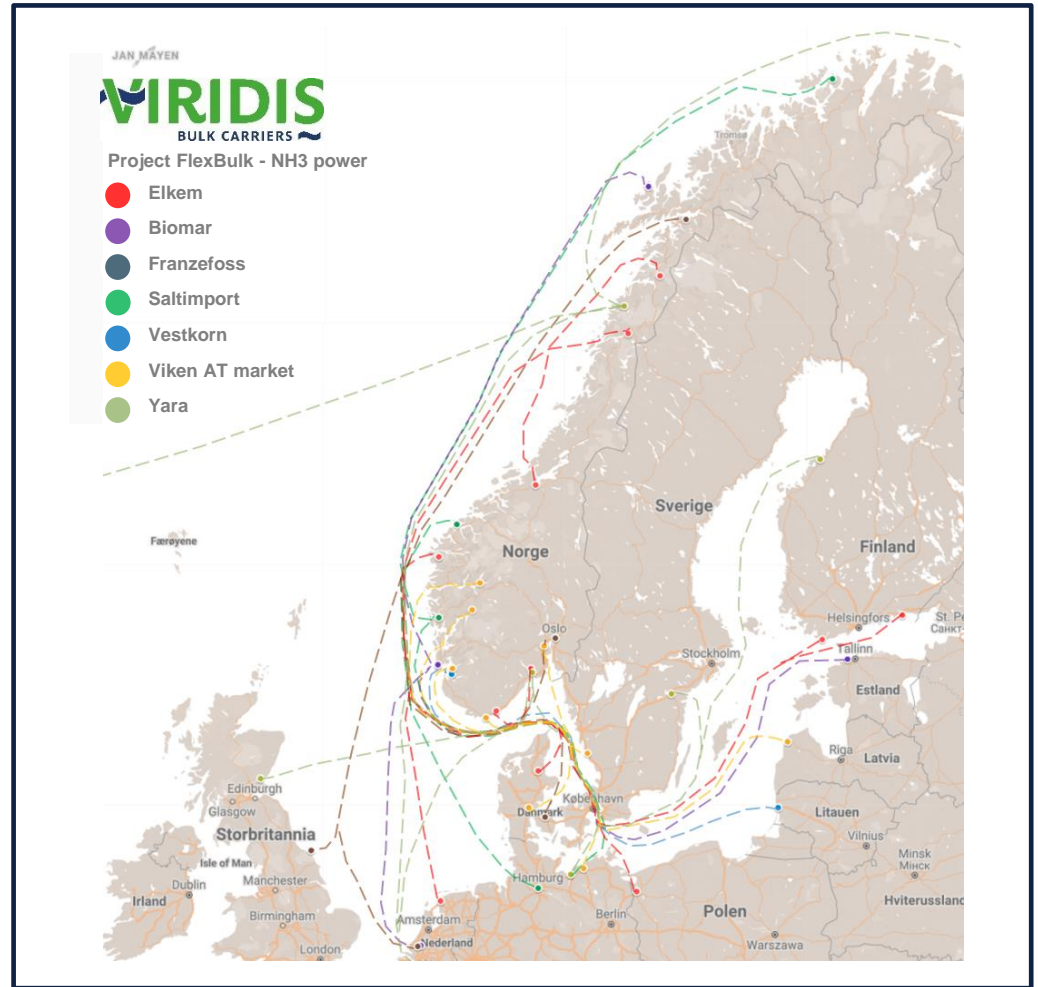 JAN MAYEN
VIRIDIS
BULK CARRIERS
Project FlexBulk - NH3 power
Elkem
Biomar
Franzefoss
Saltimport
Vestkorn
Viken AT market
Yara
Tromsø
Sverige
Færøyene
Norge
Finland
Helsingfors
St. Pe
Санкт-
Oslo
Stockholm
Tallinn
Estland
Riga
Latvia
Edinburgh
Glasgow
København
Danmark
Litauen
Storbritannia
Vilnius
Isle of Man
Minsk
Мінск
Hamburg
Manchester
Dublin
Hviterussland
Irland
Amsterdam
Berlin
Polen
Birmingham
Nederland
Warszawa
London